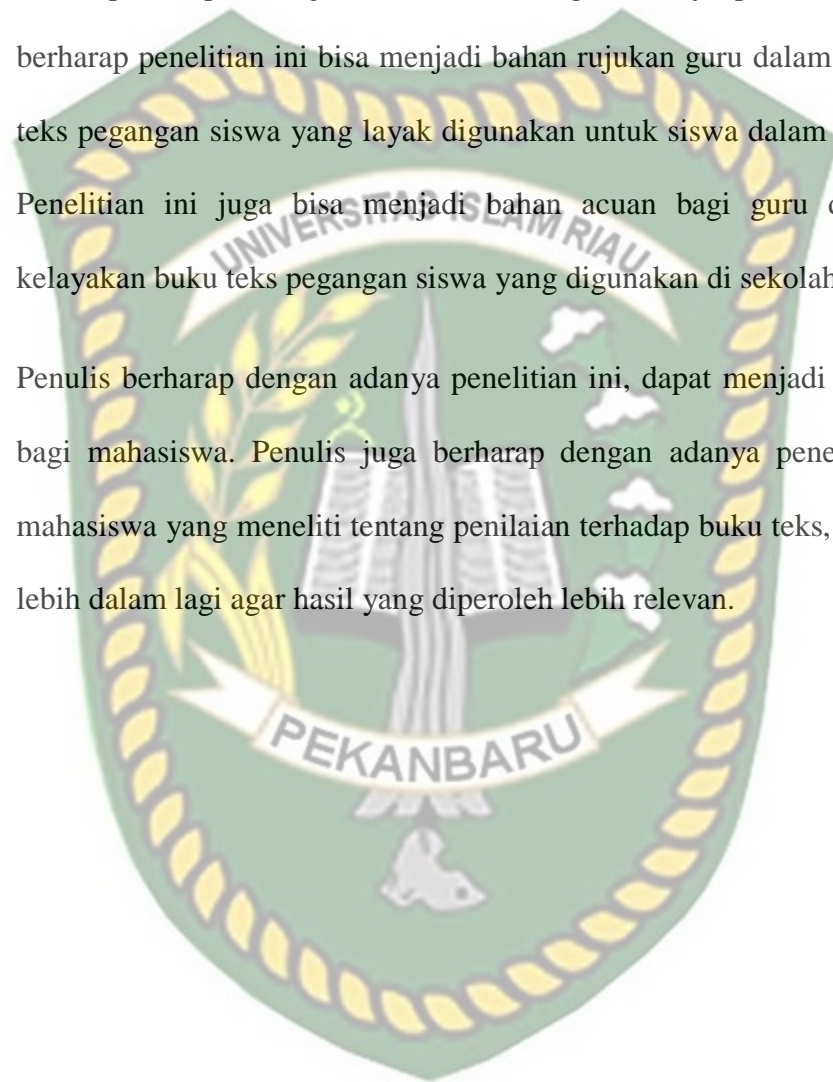 berharap penelitian ini bisa menjadi bahan rujukan guru dalam
teks pegangan siswa yang layak digunakan untuk siswa dalam
Penelitian ini juga bisa menjadi bahan acuan bagi guru
UNIVERSITAS ISLAM RIAU
kelayakan buku teks pegangan siswa yang digunakan di sekolah
Penulis berharap dengan adanya penelitian ini, dapat menjadi
bagi mahasiswa. Penulis juga berharap dengan adanya pene
mahasiswa yang meneliti tentang penilaian terhadap buku teks,
lebih dalam lagi agar hasil yang diperoleh lebih relevan.
PEKANBARU